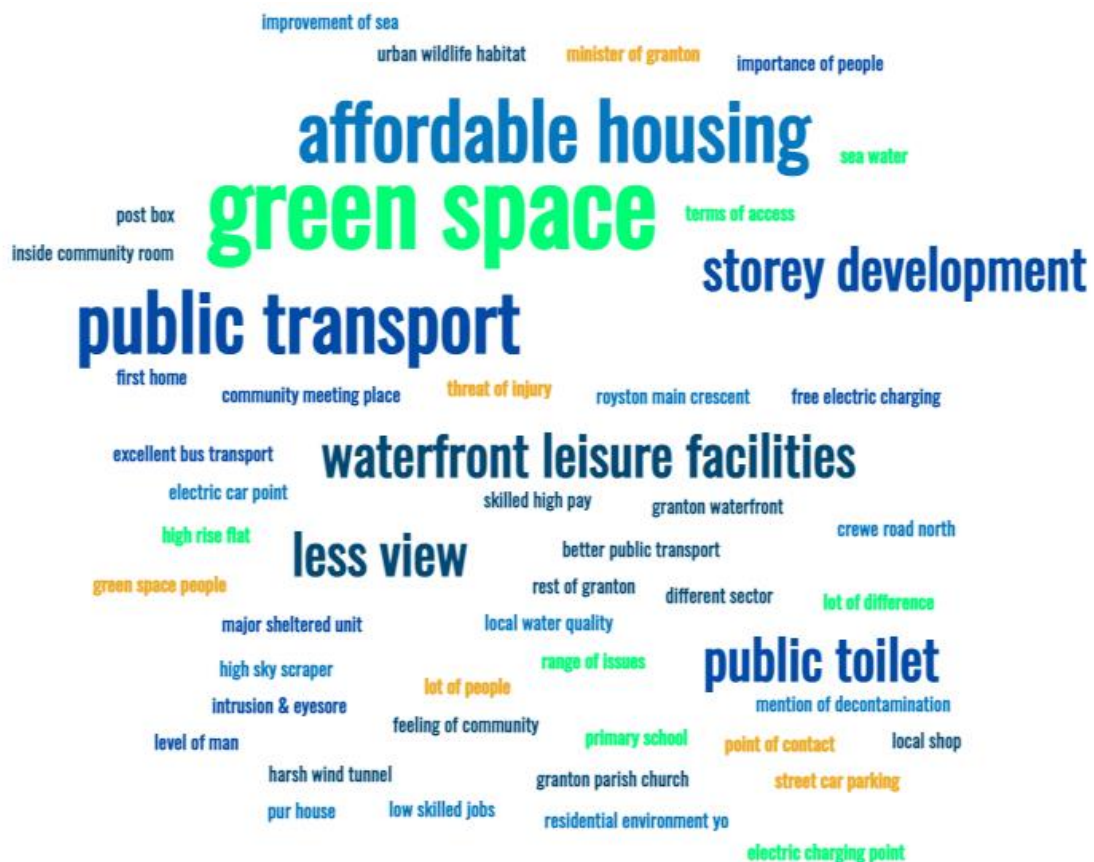 improvement of sea
urban wildlife habitat
minister of granton
importance of people
affordable housing
sea water
green space
post box
terms of access
inside community room
storey development
public transport
first home
community meeting place
threat of injury
royston main crescent
free electric charging
excellent bus transport
waterfront leisure facilities
electric car point
skilled high pay
granton waterfront
crewe road north
high rise flat
less view
better public transport
green space people
rest of granton
different sector
lot of difference
major sheltered unit
local water quality
high sky scraper
range of issues
public toilet
lot of people
intrusion & eyesore
mention of decontamination
feeling of community
level of man
primary school
point of contact
local shop
harsh wind tunnel
granton parish church
street car parking
pur house
low skilled jobs
residential environment yo
electric charging point